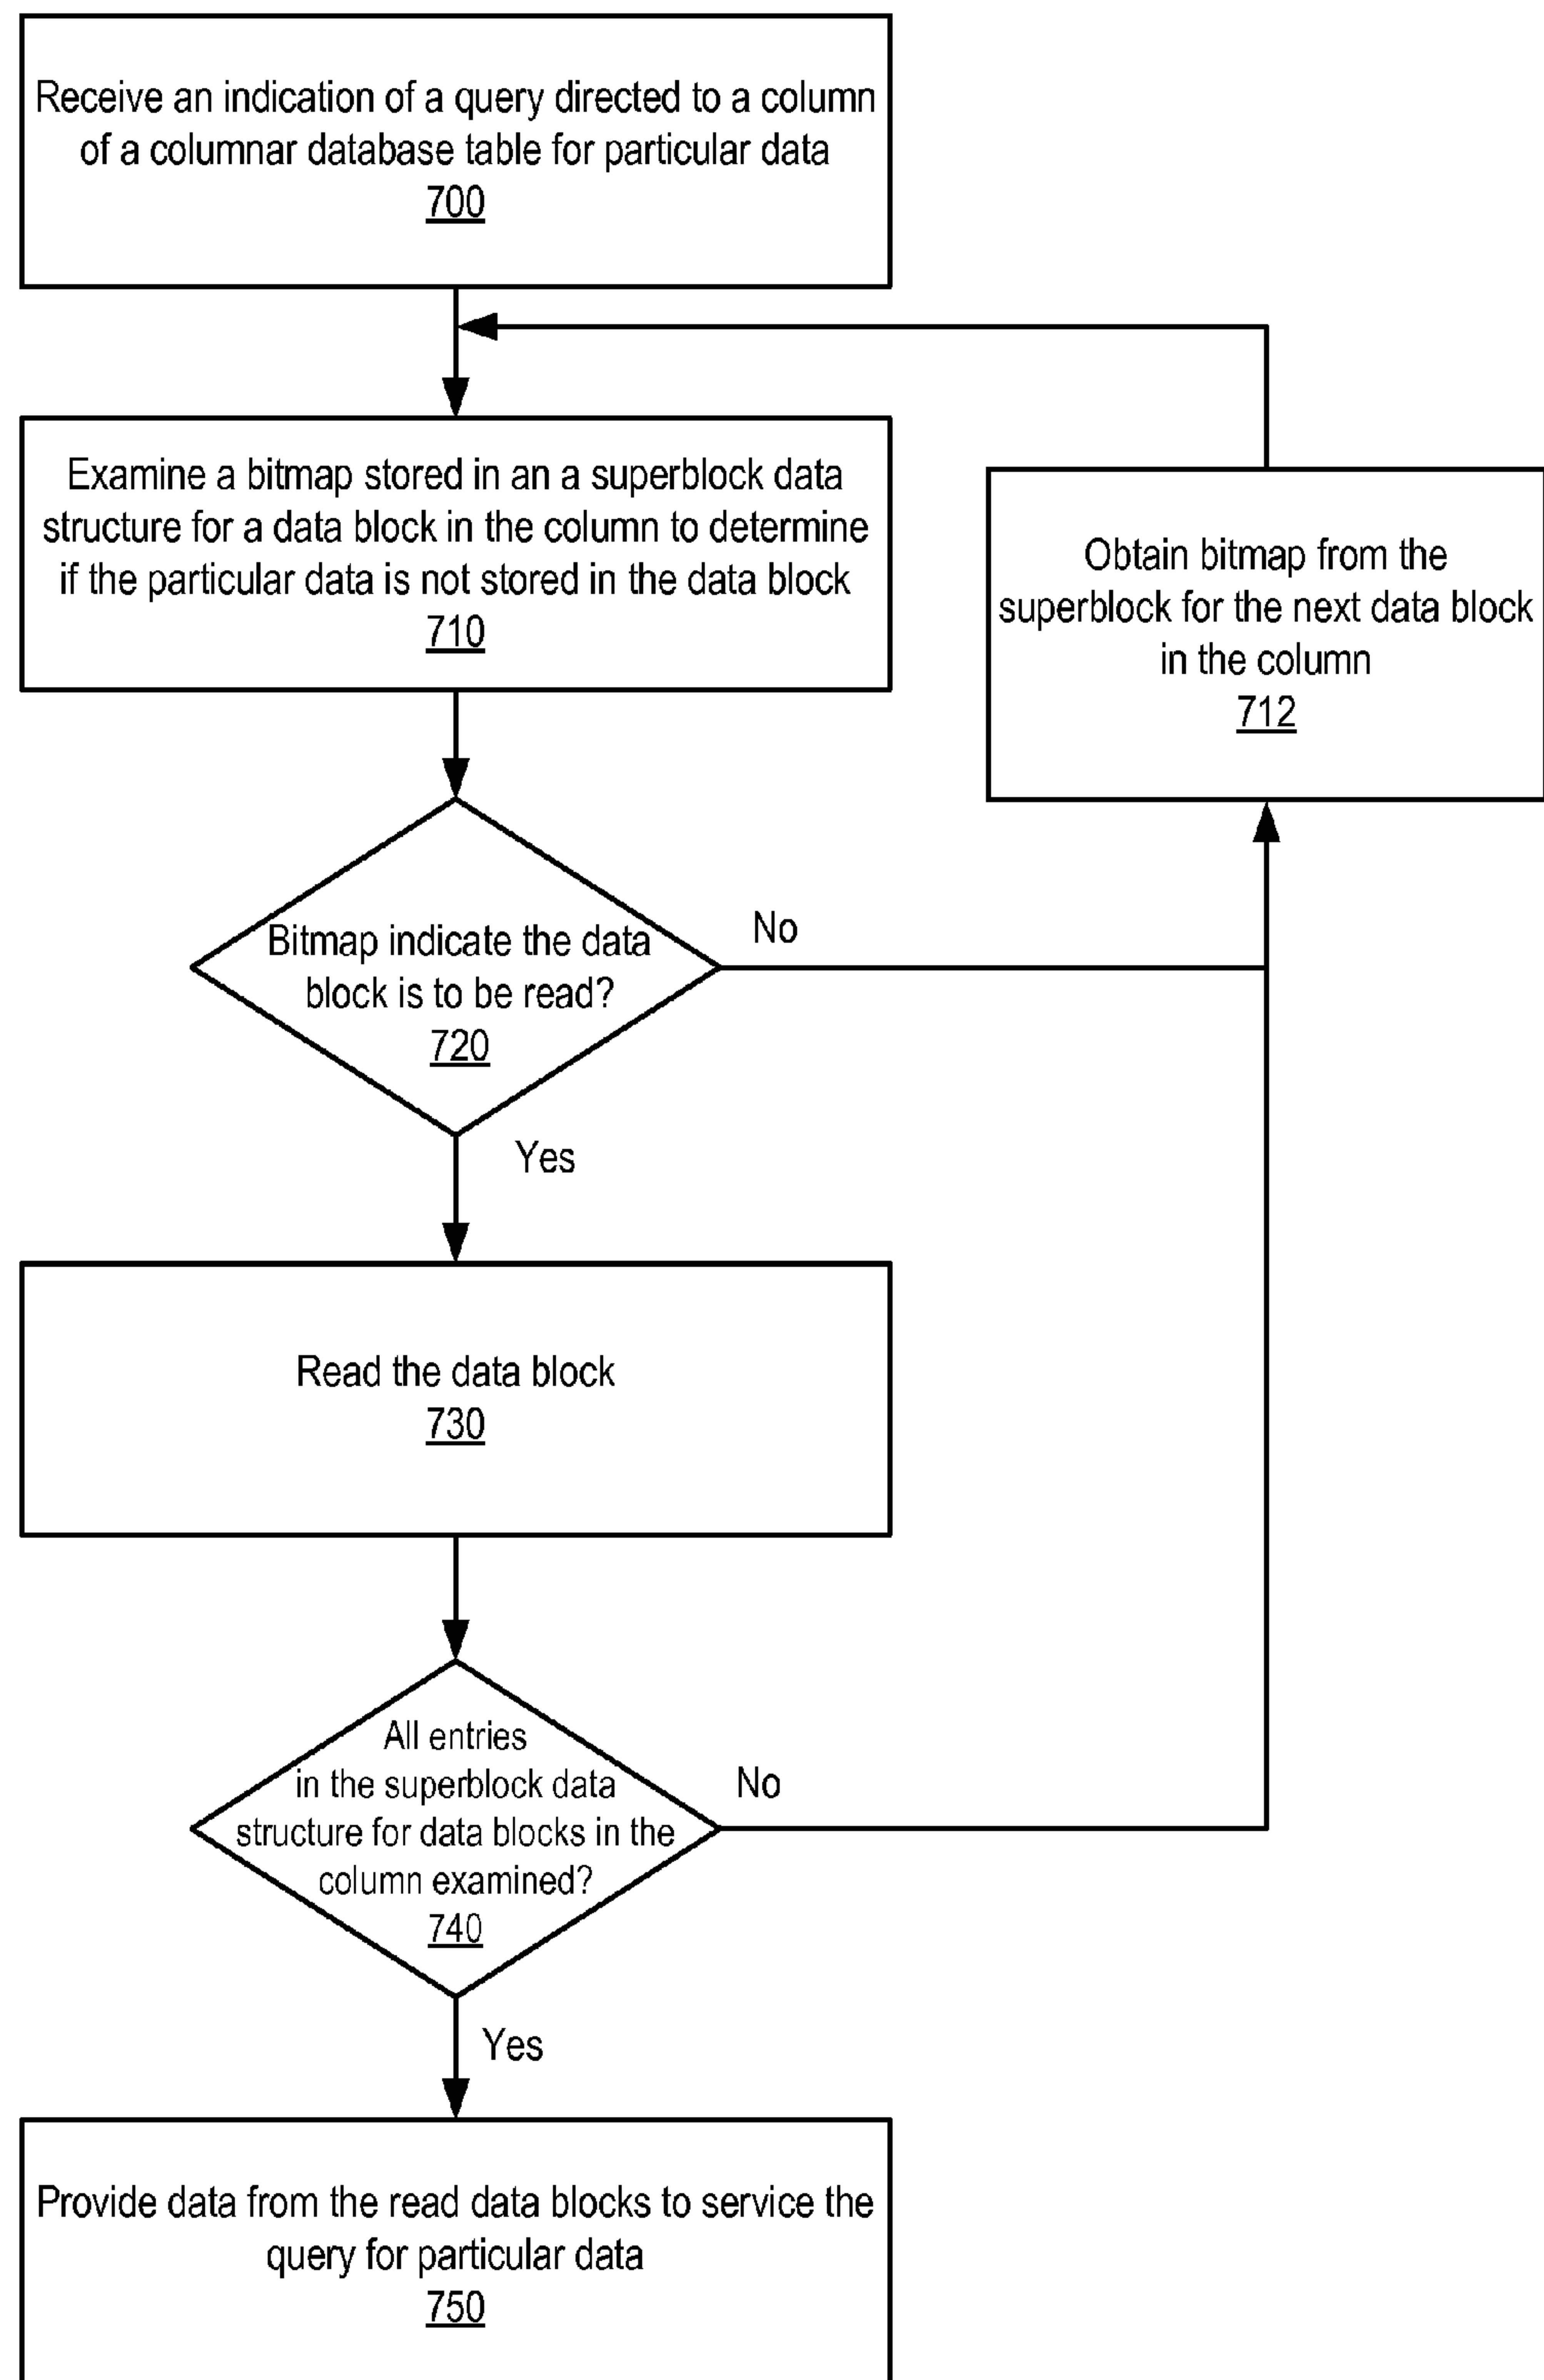 Receive an indication of a query directed to a column
of a columnar database table for particular data
700
Examine a bitmap stored in an a superblock data
structure for a data block in the column to determine
if the particular data is not stored in the data block
710
Obtain bitmap from the
superblock for the next data block
in the column
712
Bitmap indicate the data
block is to be read?
720
No
Yes
Read the data block
730
All entries
in the superblock data
structure for data blocks in the
column examined?
740
No
Yes
Provide data from the read data blocks to service the
query for particular data
750